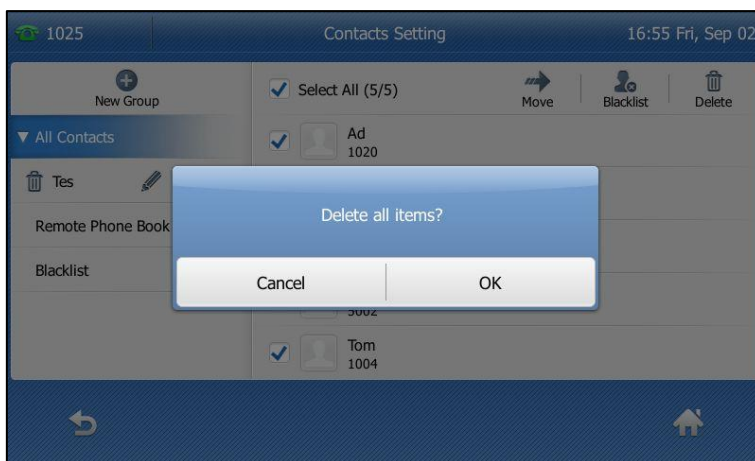 1025 Contacts Setting 16:55 Fri, Sep 02
New Group
Select All (5/5)
Move Blacklist Delete
All Contacts
Ad
1020
Tes
Delete all items?
Remote Phone Book
Blacklist
Cancel OK
5002
Tom
1004